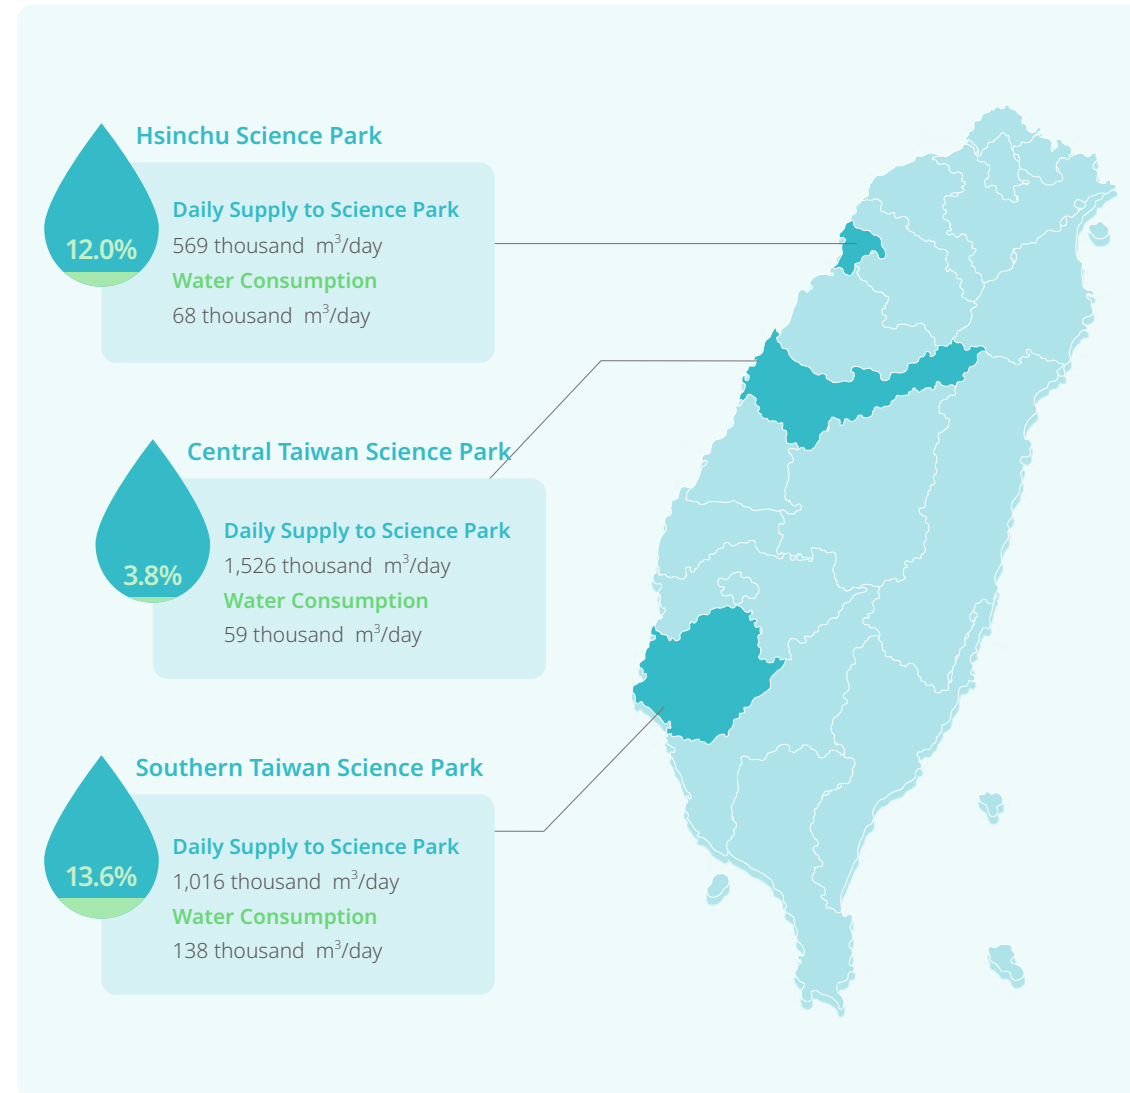 Hsinchu Science Park
12.0%
Daily Supply to Science Park
569 thousand m³/day
Water Consumption
68 thousand m³/day
Central Taiwan Science Park
3.8%
Daily Supply to Science Park
1,526 thousand m³/day
Water Consumption
59 thousand m³/day
Southern Taiwan Science Park
13.6%
Daily Supply to Science Park
1,016 thousand m³/day
Water Consumption
138 thousand m³/day